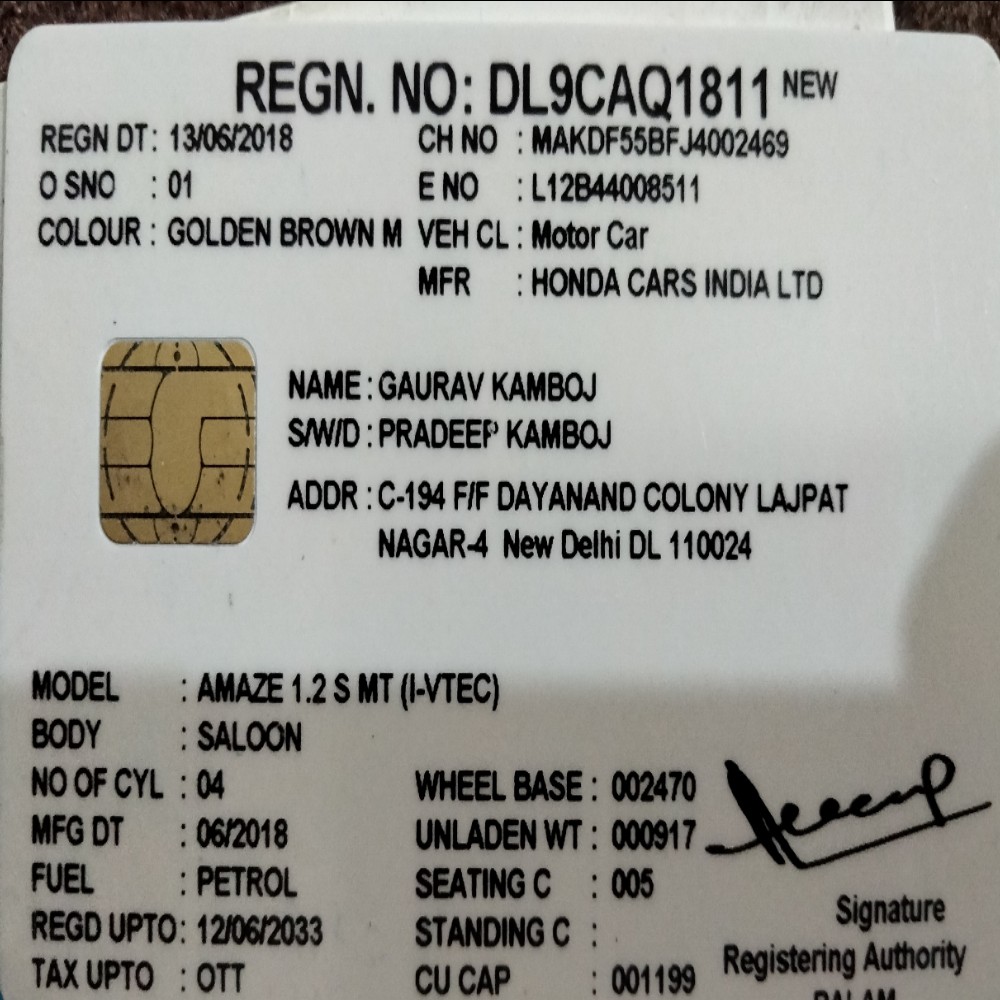 REGN. NO: DL9CAQ1811 NEW
REGN DT : 13/06/2018 CH NO : MAKDF55BFJ4002469
O SNO : 01 E NO : L12B44008511
COLOUR : GOLDEN BROWN M VEH CL : Motor Car
MFR : HONDA CARS INDIA LTD
NAME : GAURAV KAMBOJ
S/W/D : PRADEEP KAMBOJ
ADDR : C-194 F/F DAYANAND COLONY LAJPAT
NAGAR-4 New Delhi DL 110024
MODEL : AMAZE 1.2 S MT (I-VTEC)
BODY : SALOON
NO OF CYL : 04 WHEEL BASE : 002470
MFG DT : 06/2018 UNLADEN WT : 000917
FUEL : PETROL SEATING C : 005
Signature
REGD UPTO : 12/06/2033 STANDING C :
Registering Authority
TAX UPTO : OTT CU CAP : 001199
PALAM